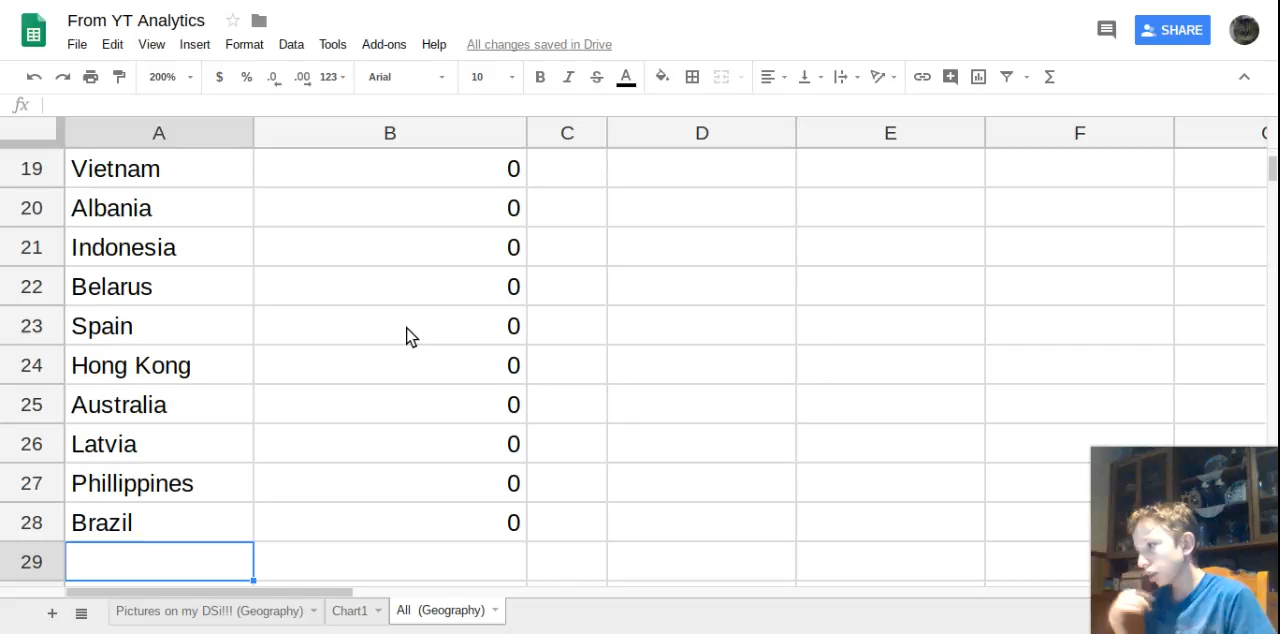 From YT Analytics
File Edit View Insert Format Data Tools Add-ons Help All changes saved in Drive
SHARE
200% $ % .0 .00 123 Arial 10 B I S A Σ
fx
A B C D E F
19 Vietnam 0
20 Albania 0
21 Indonesia 0
22 Belarus 0
23 Spain 0
24 Hong Kong 0
25 Australia 0
26 Latvia 0
27 Phillippines 0
28 Brazil 0
29
+ Pictures on my DSi!!! (Geography) Chart1 All (Geography)